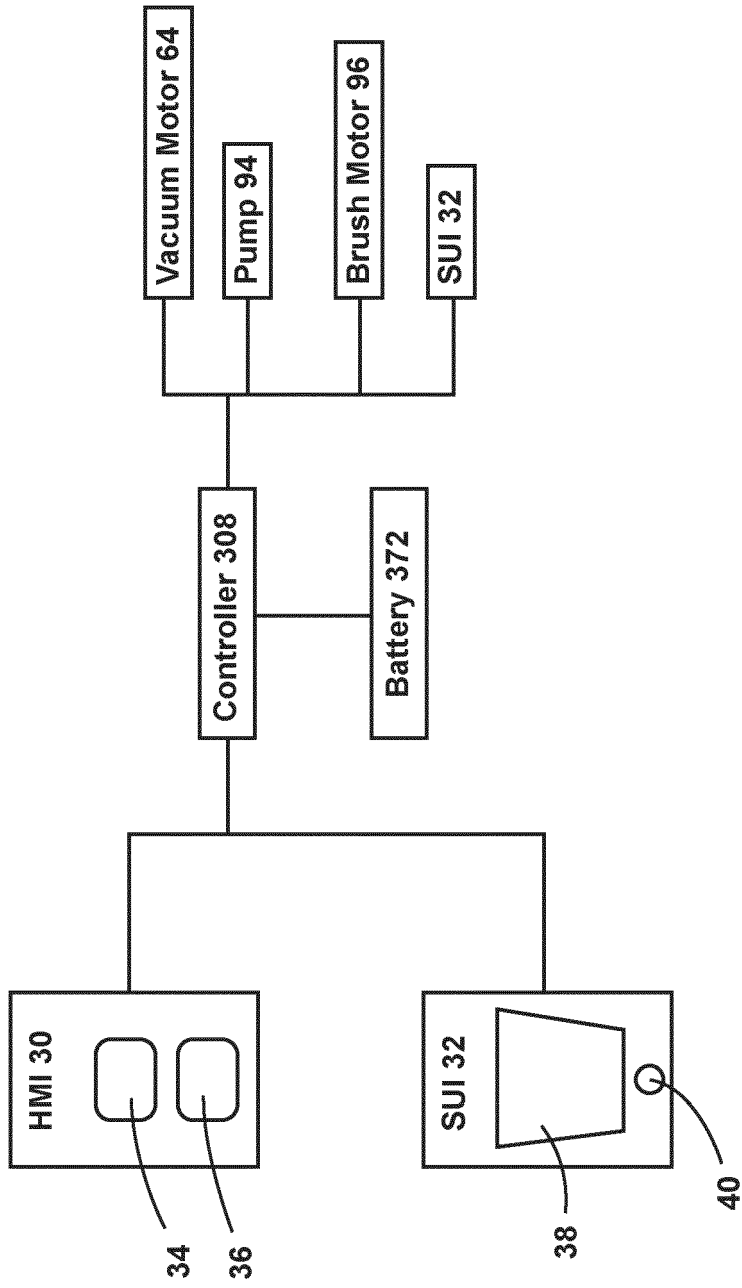 HMI 30
34
36
SUI 32
38
40
Controller 308
Battery 372
Vacuum Motor 64
Pump 94
Brush Motor 96
SUI 32